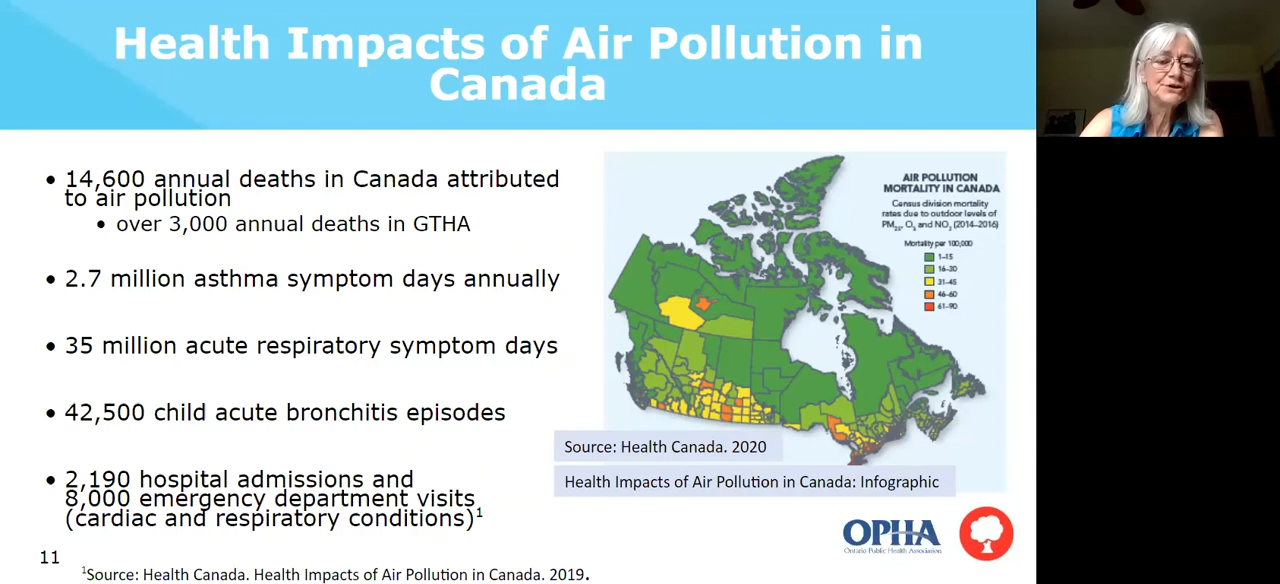 Health Impacts of Air Pollution in
Canada
• 14,600 annual deaths in Canada attributed
to air pollution
• over 3,000 annual deaths in GTHA
• 2.7 million asthma symptom days annually
• 35 million acute respiratory symptom days
• 42,500 child acute bronchitis episodes
• 2,190 hospital admissions and
8,000 emergency department visits
(cardiac and respiratory conditions)¹
AIR POLLUTION
MORTALITY IN CANADA
Census division mortality
rates due to outdoor levels of
PM₂.₅, O₃ and NO₂ (2014–2016)
Mortality per 100,000
1–15
16–30
31–45
46–60
61–90
Source: Health Canada. 2020
Health Impacts of Air Pollution in Canada: Infographic
OPHA
Ontario Public Health Association
11
¹Source: Health Canada. Health Impacts of Air Pollution in Canada. 2019.